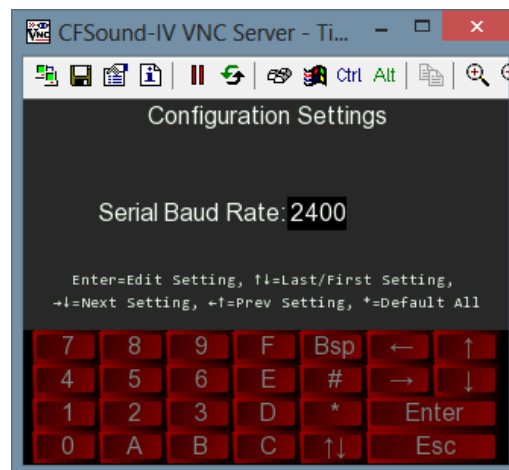 CFSound-IV VNC Server - Ti...
Ctrl Alt
Configuration Settings
Serial Baud Rate: 2400
Enter=Edit Setting, ↑↓=Last/First Setting,
→↓=Next Setting, ←↑=Prev Setting, *=Default All
7 8 9 F Bsp ← ↑
4 5 6 E # → ↓
1 2 3 D * Enter
0 A B C ↑↓ Esc